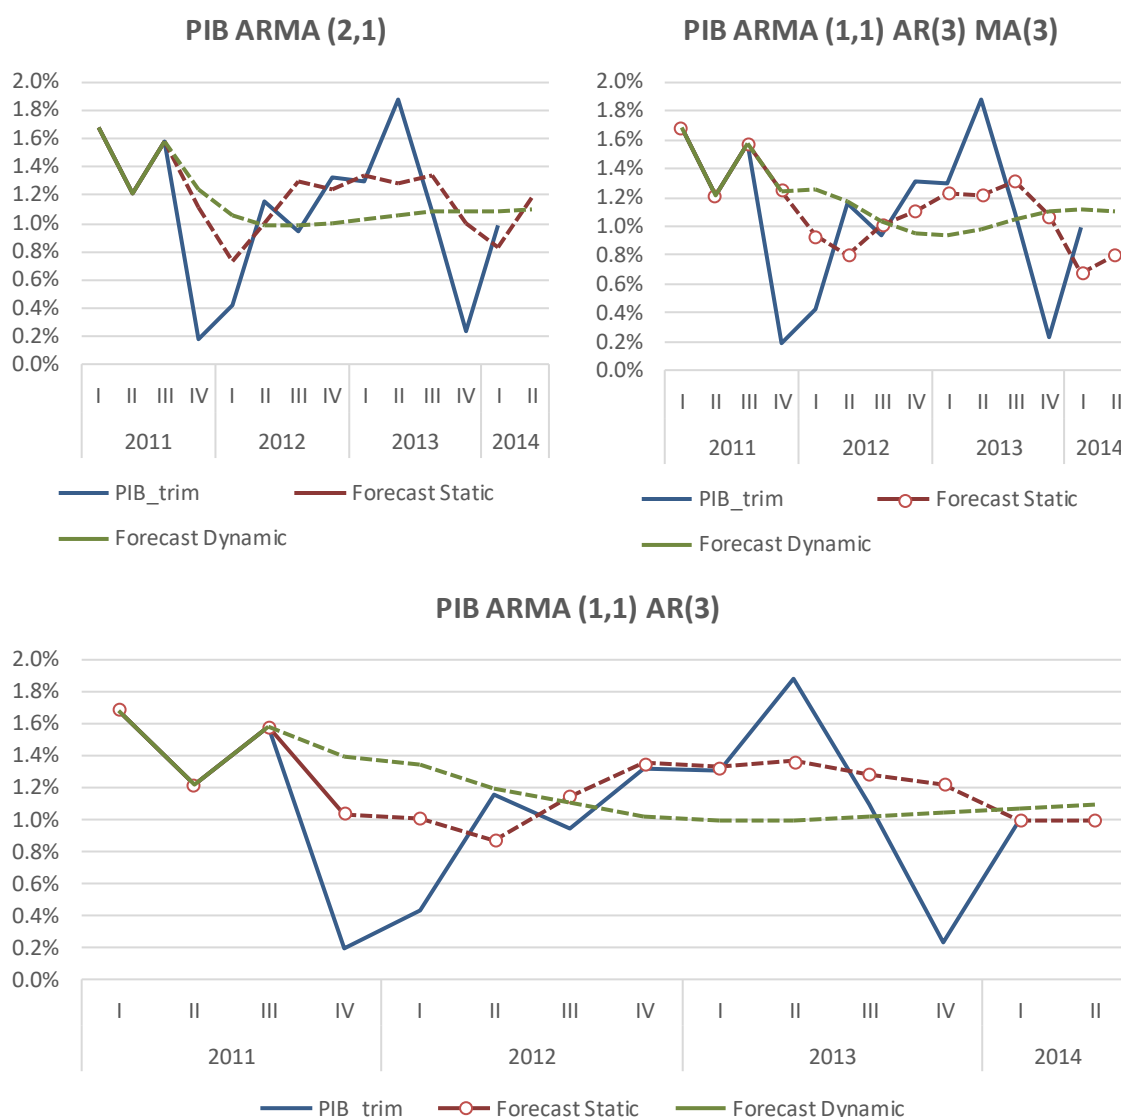 PIB ARMA (2,1)
2.0%
1.8%
1.6%
1.4%
1.2%
1.0%
0.8%
0.6%
0.4%
0.2%
0.0%
I II III IV I II III IV I II III IV I II
2011 2012 2013 2014
PIB_trim Forecast Static
Forecast Dynamic
PIB ARMA (1,1) AR(3) MA(3)
2.0%
1.8%
1.6%
1.4%
1.2%
1.0%
0.8%
0.6%
0.4%
0.2%
0.0%
I II III IV I II III IV I II III IV I II
2011 2012 2013 2014
PIB_trim Forecast Static
Forecast Dynamic
PIB ARMA (1,1) AR(3)
2.0%
1.8%
1.6%
1.4%
1.2%
1.0%
0.8%
0.6%
0.4%
0.2%
0.0%
I II III IV I II III IV I II III IV I II
2011 2012 2013 2014
PIB_trim Forecast Static Forecast Dynamic